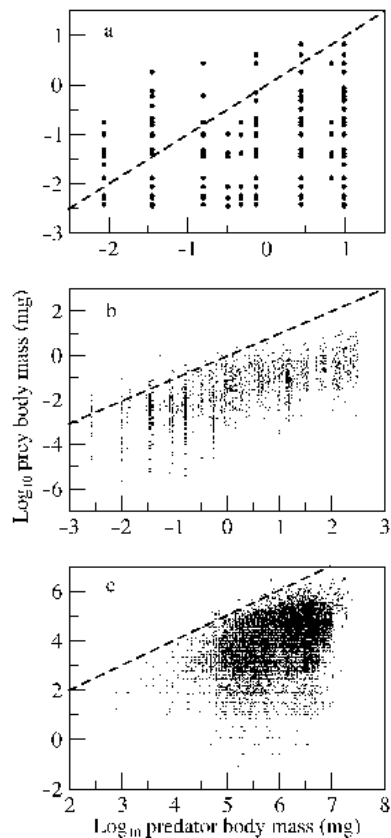 a
1
0
-1
-2
-3
-2 -1 0 1
b
2
0
-2
-4
-6
-3 -2 -1 0 1 2 3
Log10 prey body mass (mg)
c
6
4
2
0
-2
2 3 4 5 6 7 8
Log10 predator body mass (mg)